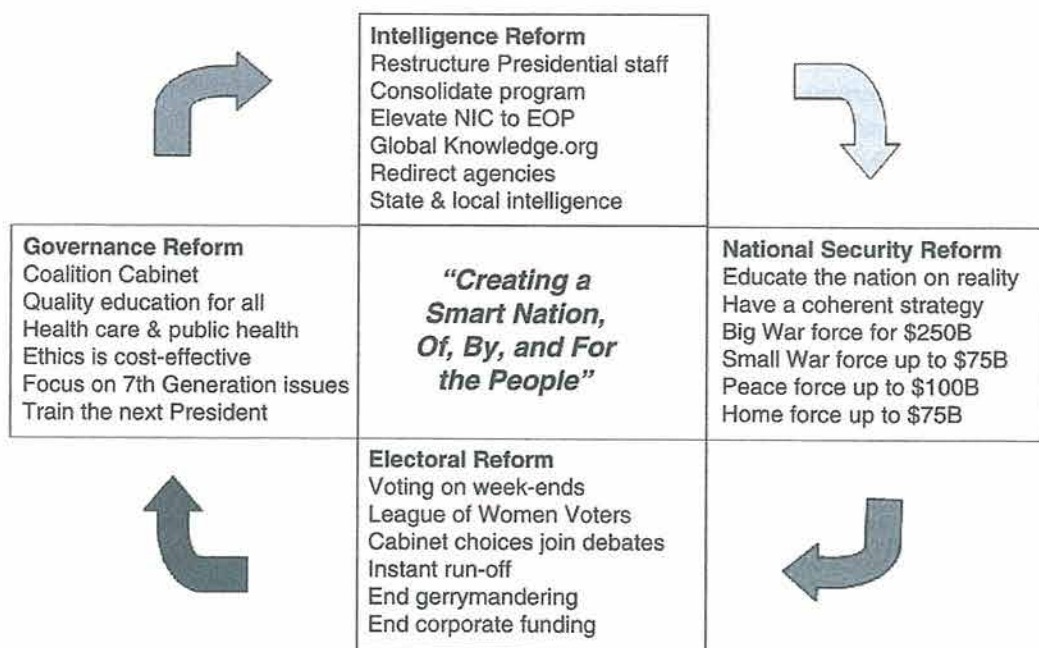 Intelligence Reform
Restructure Presidential staff
Consolidate program
Elevate NIC to EOP
Global Knowledge.org
Redirect agencies
State & local intelligence
Governance Reform
Coalition Cabinet
Quality education for all
Health care & public health
Ethics is cost-effective
Focus on 7th Generation issues
Train the next President
“Creating a
Smart Nation,
Of, By, and For
the People”
National Security Reform
Educate the nation on reality
Have a coherent strategy
Big War force for $250B
Small War force up to $75B
Peace force up to $100B
Home force up to $75B
Electoral Reform
Voting on week-ends
League of Women Voters
Cabinet choices join debates
Instant run-off
End gerrymandering
End corporate funding